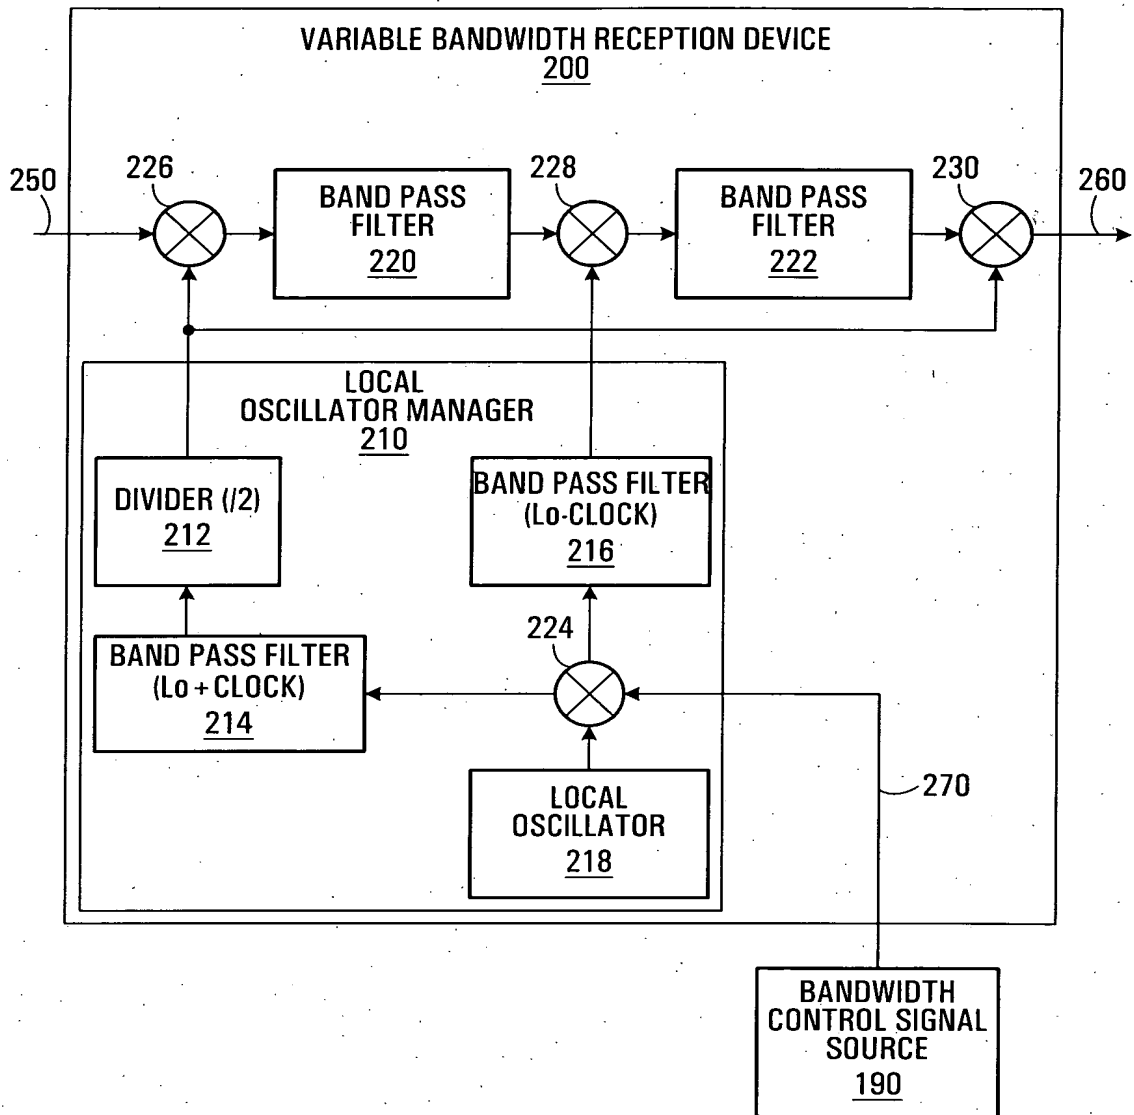 VARIABLE BANDWIDTH RECEPTION DEVICE
200
250
226
BAND PASS
FILTER
220
228
BAND PASS
FILTER
222
230
260
LOCAL
OSCILLATOR MANAGER
210
DIVIDER (/2)
212
BAND PASS FILTER
(Lo-CLOCK)
216
BAND PASS FILTER
(Lo + CLOCK)
214
224
LOCAL
OSCILLATOR
218
270
BANDWIDTH
CONTROL SIGNAL
SOURCE
190